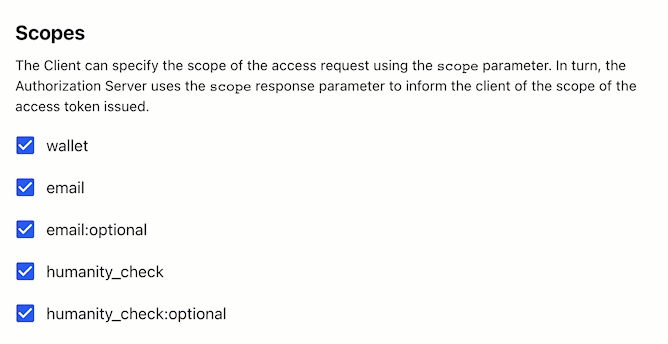 Scopes
The Client can specify the scope of the access request using the scope parameter. In turn, the
Authorization Server uses the scope response parameter to inform the client of the scope of the
access token issued.
wallet
email
email:optional
humanity_check
humanity_check:optional